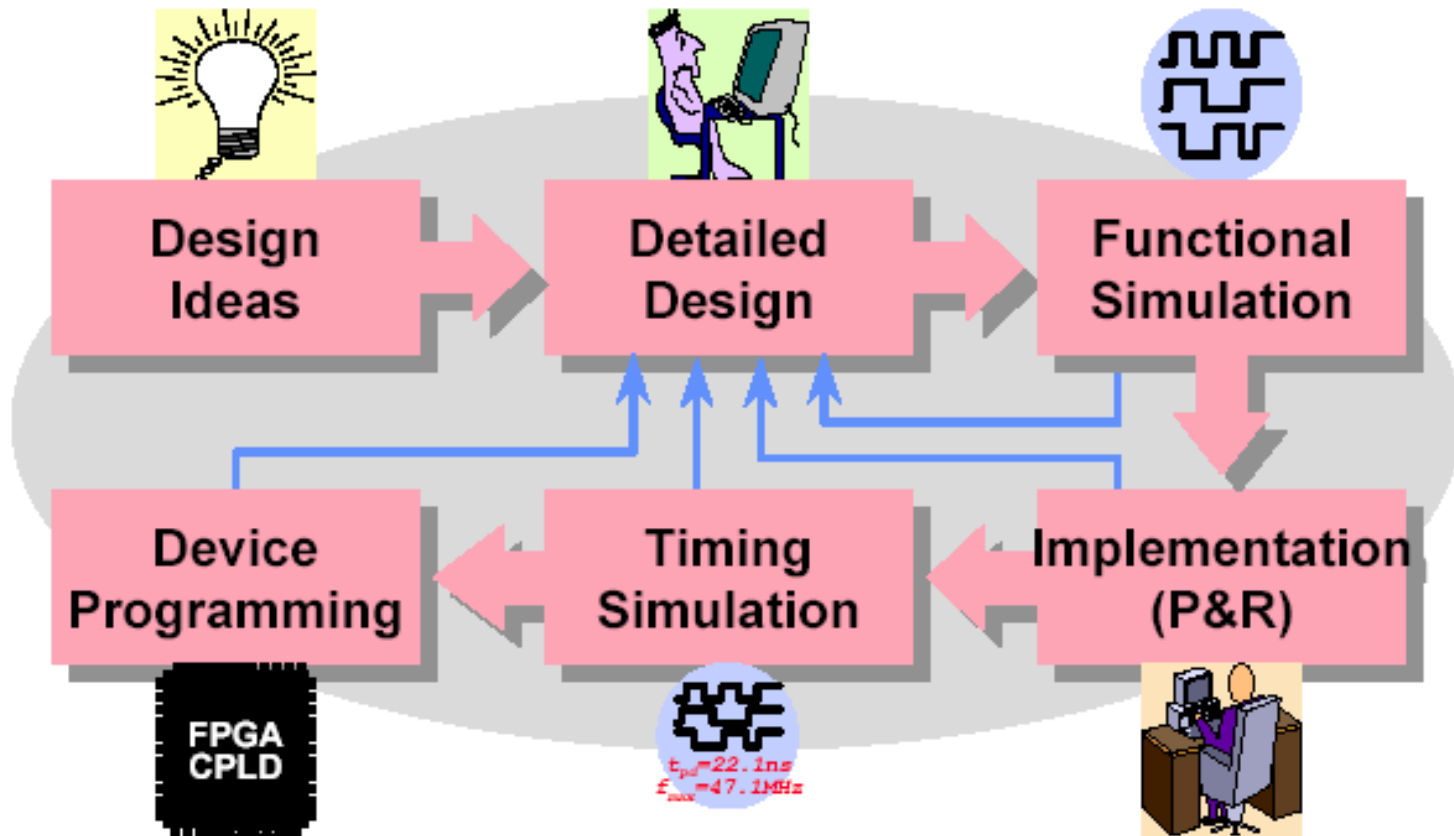 Design
Ideas
Detailed
Design
Functional
Simulation
Device
Programming
Timing
Simulation
Implementation
(P&R)
FPGA
CPLD
tpd=22.1ns
fmax=47.1MHz